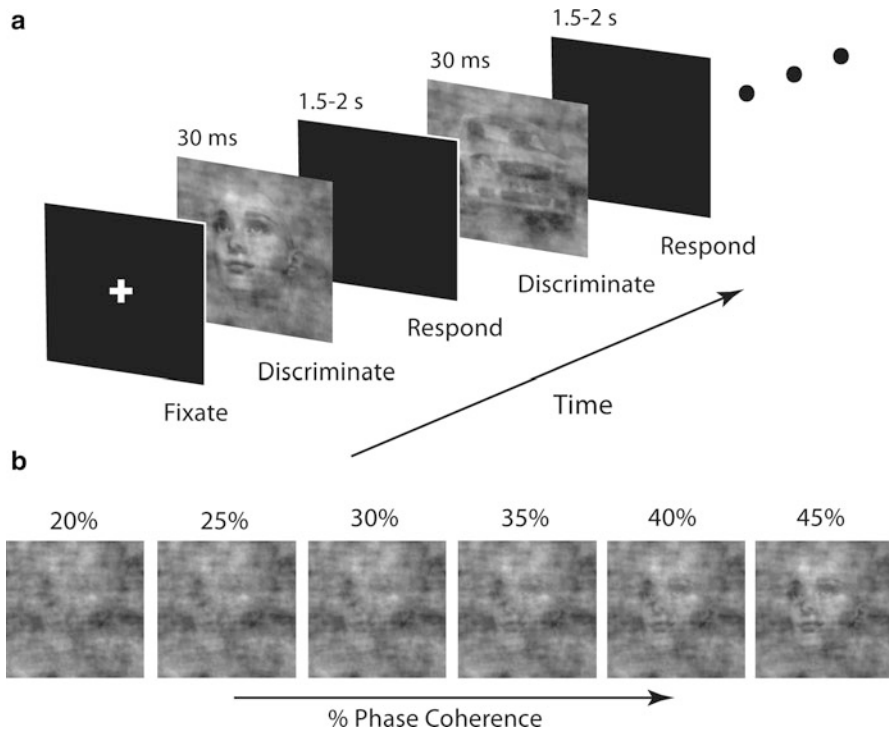 a
1.5-2 s
30 ms
1.5-2 s
30 ms
Respond
Discriminate
Respond
Discriminate
Fixate
Time
b
20% 25% 30% 35% 40% 45%
% Phase Coherence